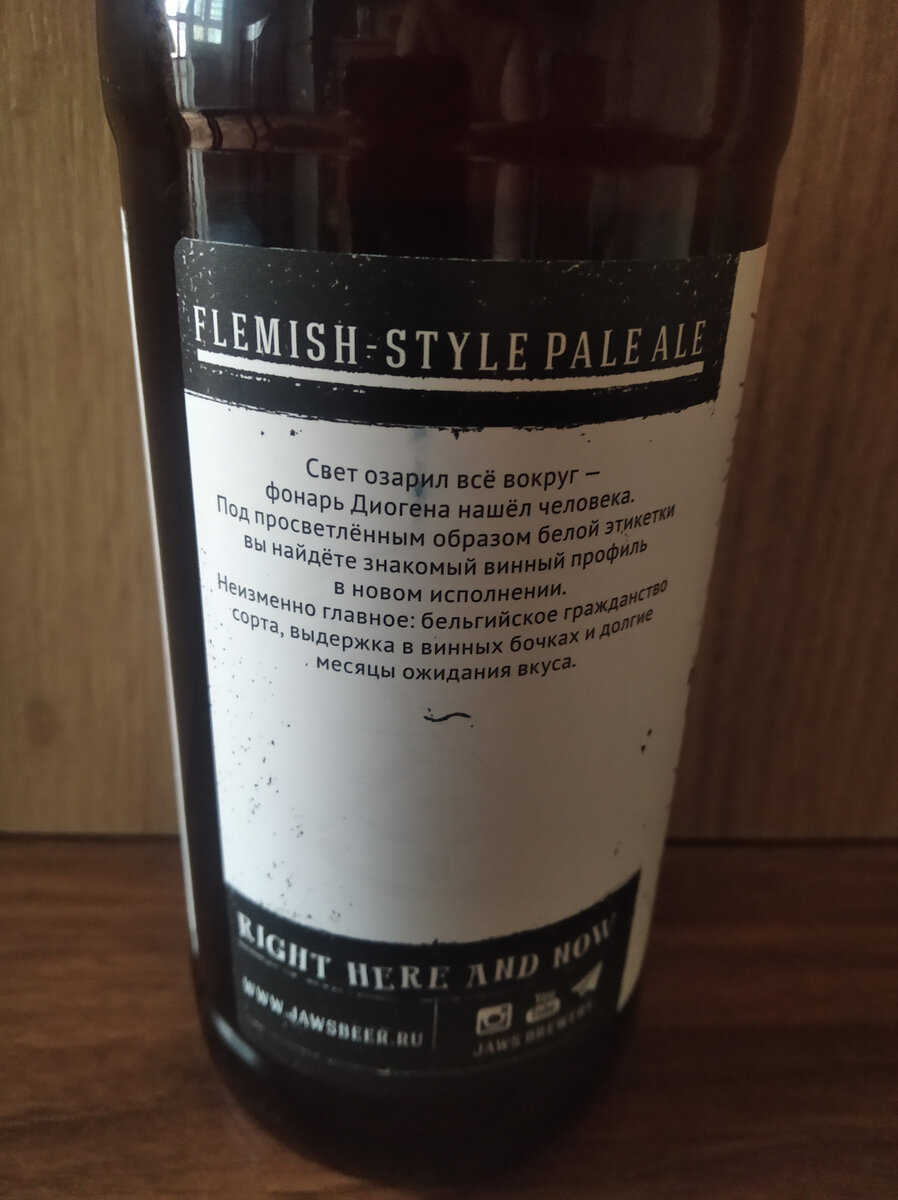 FLEMISH-STYLE PALE ALE
Свет озарил всё вокруг —
фонарь Диогена нашёл человека.
Под просветлённым образом белой этикетки
вы найдёте знакомый винный профиль
в новом исполнении.
Неизменно главное: бельгийское гражданство
сорта, выдержка в винных бочках и долгие
месяцы ожидания вкуса.
RIGHT HERE AND NOW
WWW.JAWSBEER.RU
You Tube
JAWS BREWERY